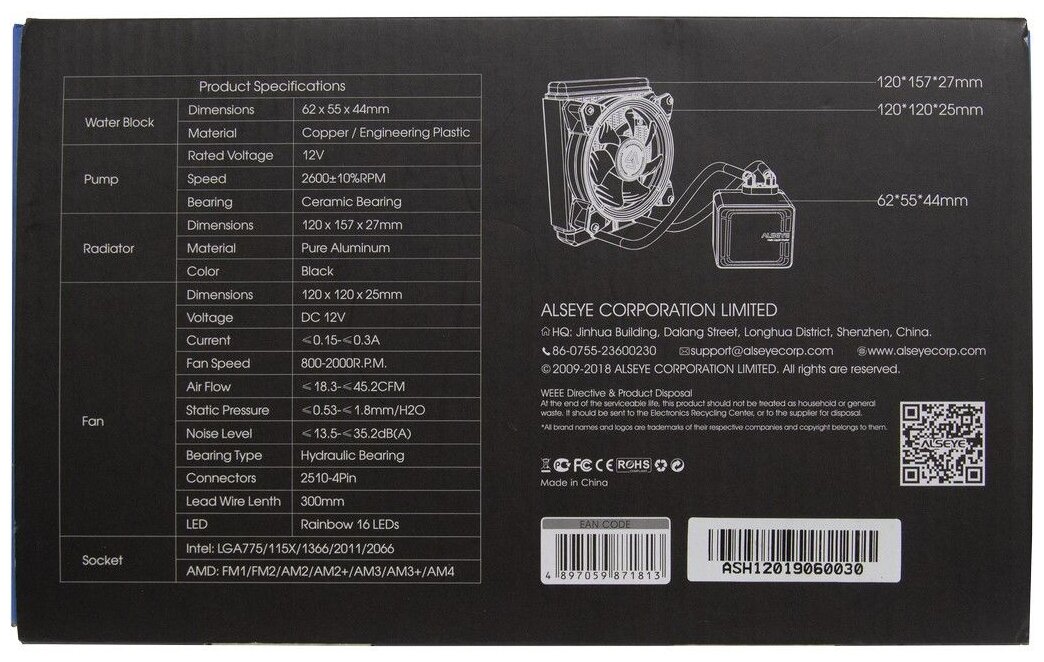 Product Specifications
Water Block
Dimensions 62 x 55 x 44mm
Material Copper / Engineering Plastic
Pump
Rated Voltage 12V
Speed 2600±10%RPM
Bearing Ceramic Bearing
Radiator
Dimensions 120 x 157 x 27mm
Material Pure Aluminum
Color Black
Fan
Dimensions 120 x 120 x 25mm
Voltage DC 12V
Current ⩽0.15-⩽0.3A
Fan Speed 800-2000R.P.M.
Air Flow ⩽18.3-⩽45.2CFM
Static Pressure ⩽0.53-⩽1.8mm/H2O
Noise Level ⩽13.5-⩽35.2dB(A)
Bearing Type Hydraulic Bearing
Connectors 2510-4Pin
Lead Wire Lenth 300mm
LED Rainbow 16 LEDs
Socket
Intel: LGA775/115X/1366/2011/2066
AMD: FM1/FM2/AM2/AM2+/AM3/AM3+/AM4
120*157*27mm
120*120*25mm
62*55*44mm
ALSEYE
ALSEYE CORPORATION LIMITED
HQ: Jinhua Building, Dalang Street, Longhua District, Shenzhen, China.
86-0755-23600230 support@alseyecorp.com www.alseyecorp.com
©2009-2018 ALSEYE CORPORATION LIMITED. All rights are reserved.
WEEE Directive & Product Disposal
At the end of the serviceable life, this product should not be treated as household or general
waste. It should be sent to the Electronics Recycling Center, or to the supplier for disposal.
*All brand names and logos are trademarks of their respective companies and copyright belongs to them.
ALSEYE
FC CE ROHS
Made in China
EAN CODE
4 897059 871813
ASH12019060030